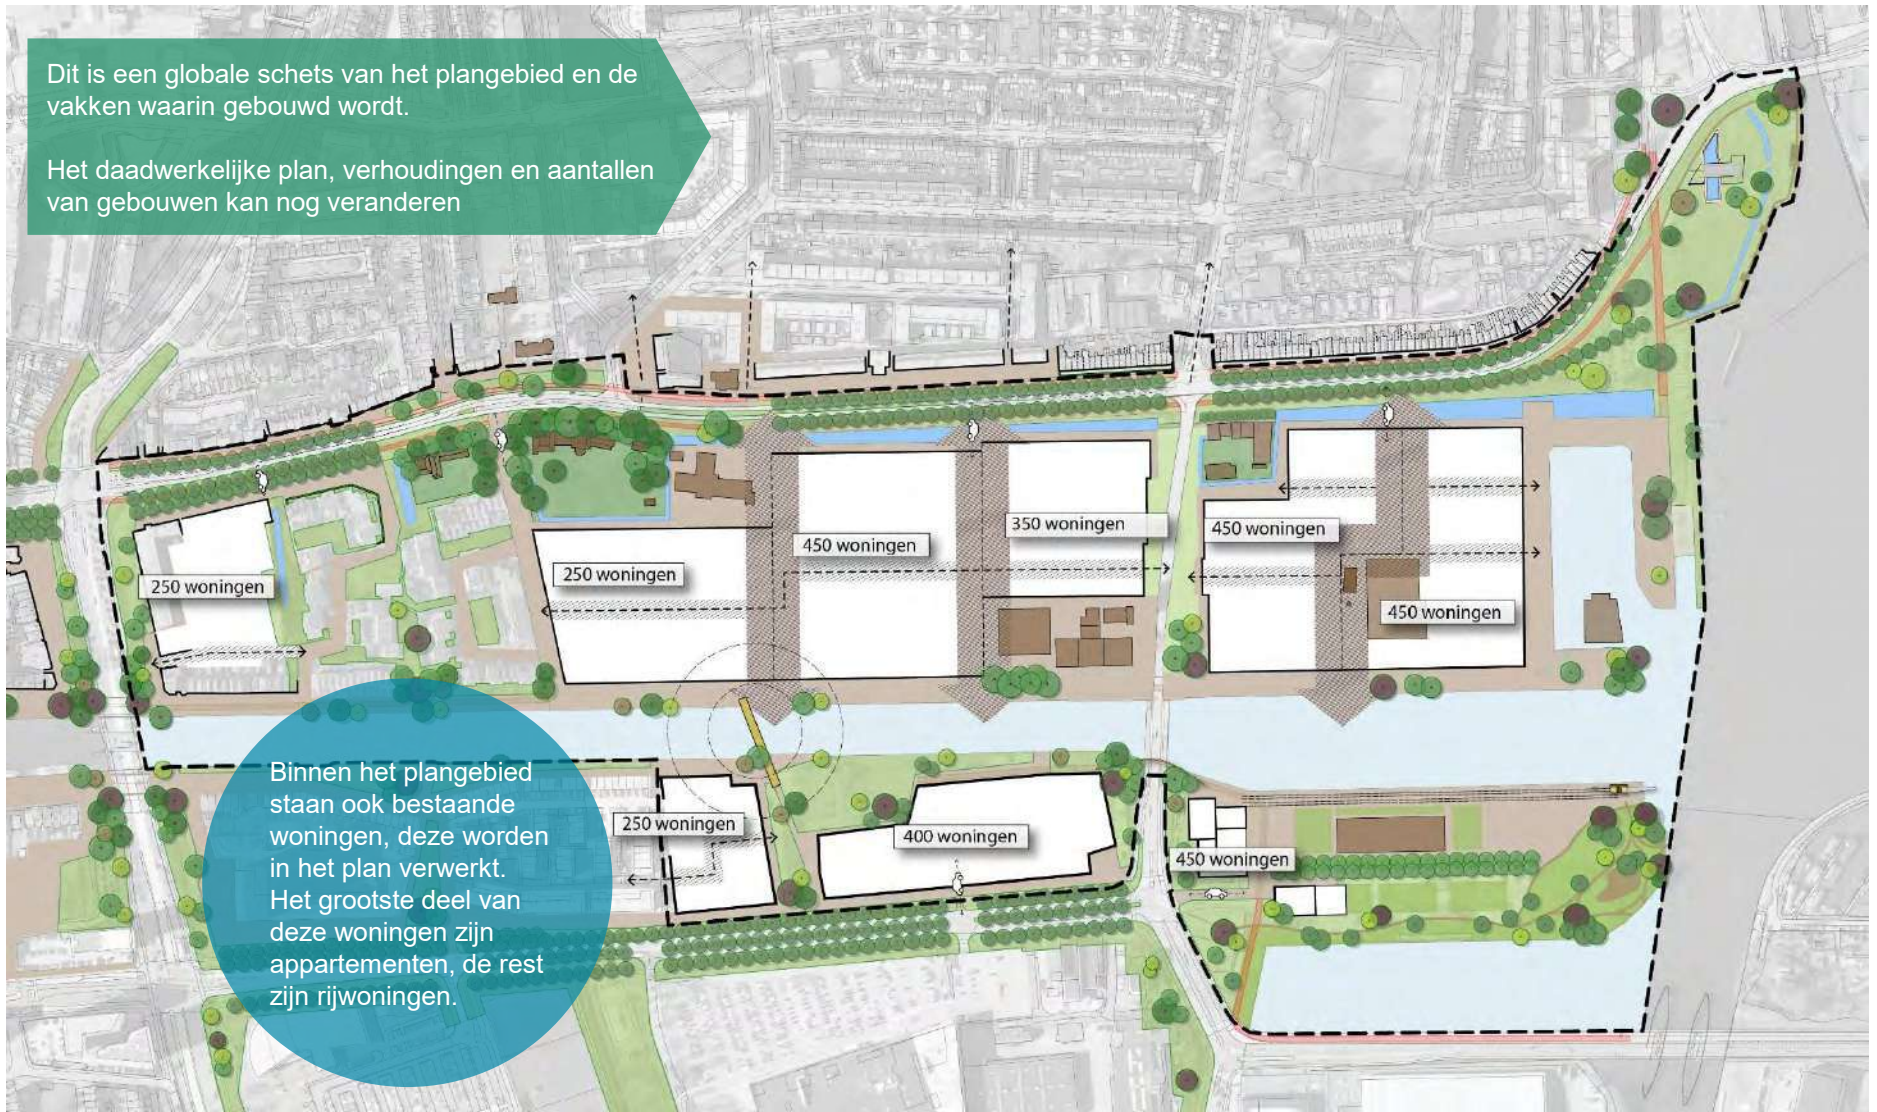 Dit is een globale schets van het plangebied en de
vakken waarin gebouwd wordt.
Het daadwerkelijke plan, verhoudingen en aantallen
van gebouwen kan nog veranderen
350 woningen
450 woningen
450 woningen
250 woningen
250 woningen
450 woningen
250 woningen
400 woningen
450 woningen
Binnen het plangebied
staan ook bestaande
woningen, deze worden
in het plan verwerkt.
Het grootste deel van
deze woningen zijn
appartementen, de rest
zijn rijwoningen.